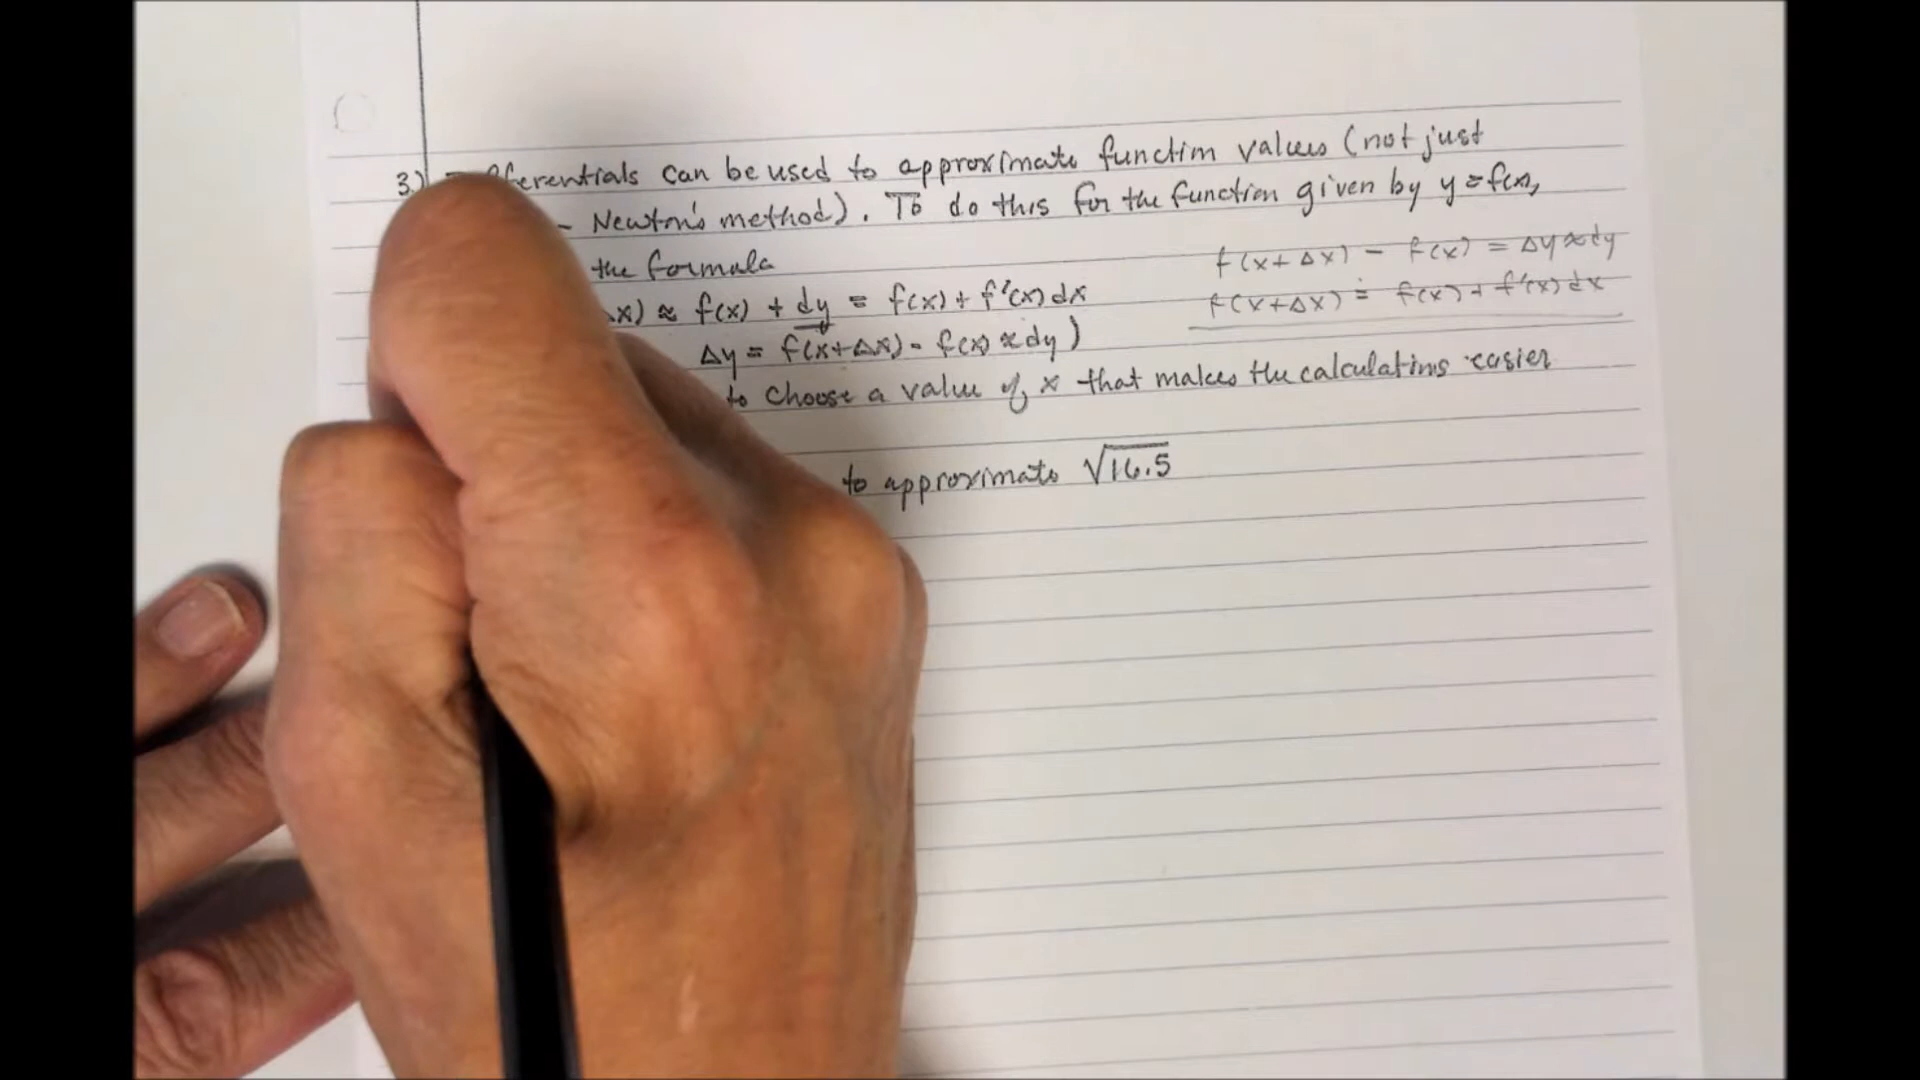 3.) Differentials can be used to approximate function values (not just
- Newton's method). To do this for the function given by y = f(x),
the formula
f(x+Δx) - f(x) = Δy ≈ dy
x) ≈ f(x) + dy = f(x) + f'(x) dx
f(x+Δx) = f(x) + f'(x) dx
Δy = f(x+Δx) - f(x) ≈ dy)
to choose a value of x that makes the calculations easier
to approximate √16.5